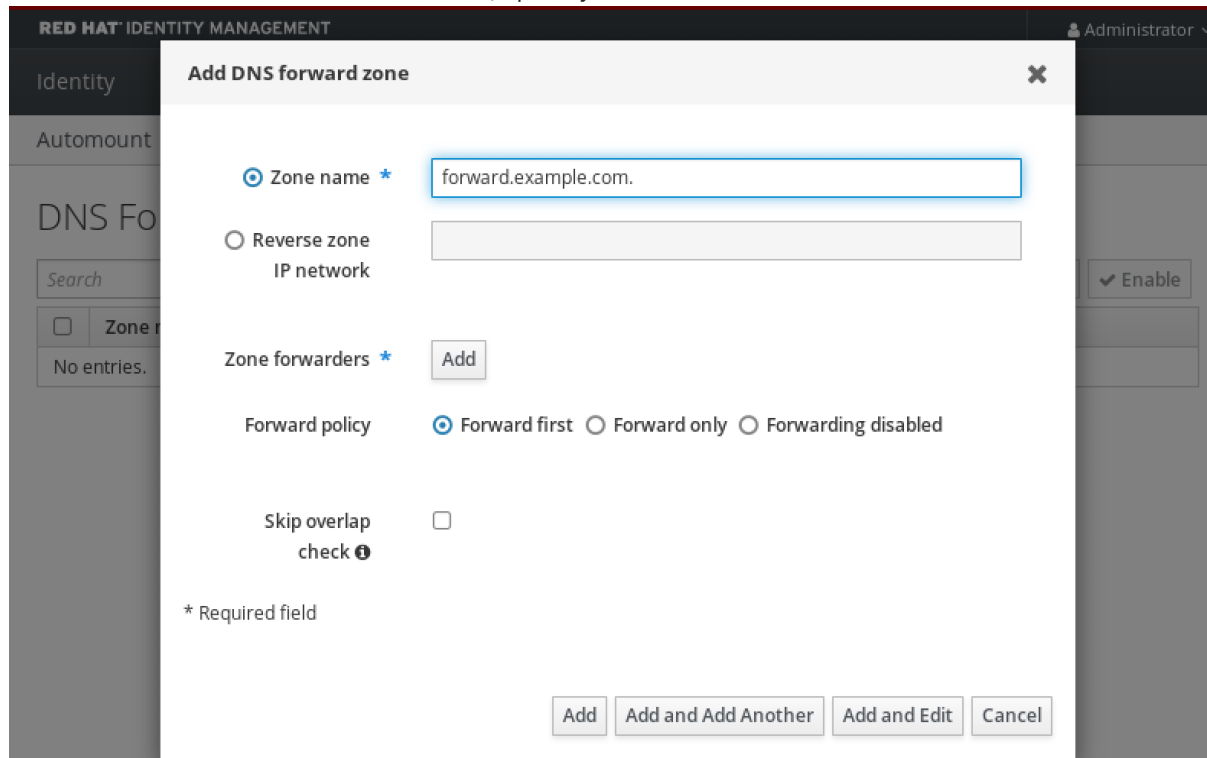 RED HAT IDENTITY MANAGEMENT
Administrator
Add DNS forward zone
Identity
Automount
Zone name *
forward.example.com.
DNS Fo
Reverse zone
IP network
Search
Enable
Zone
No entries.
Zone forwarders * Add
Forward policy Forward first Forward only Forwarding disabled
Skip overlap
check
* Required field
Add Add and Add Another Add and Edit Cancel